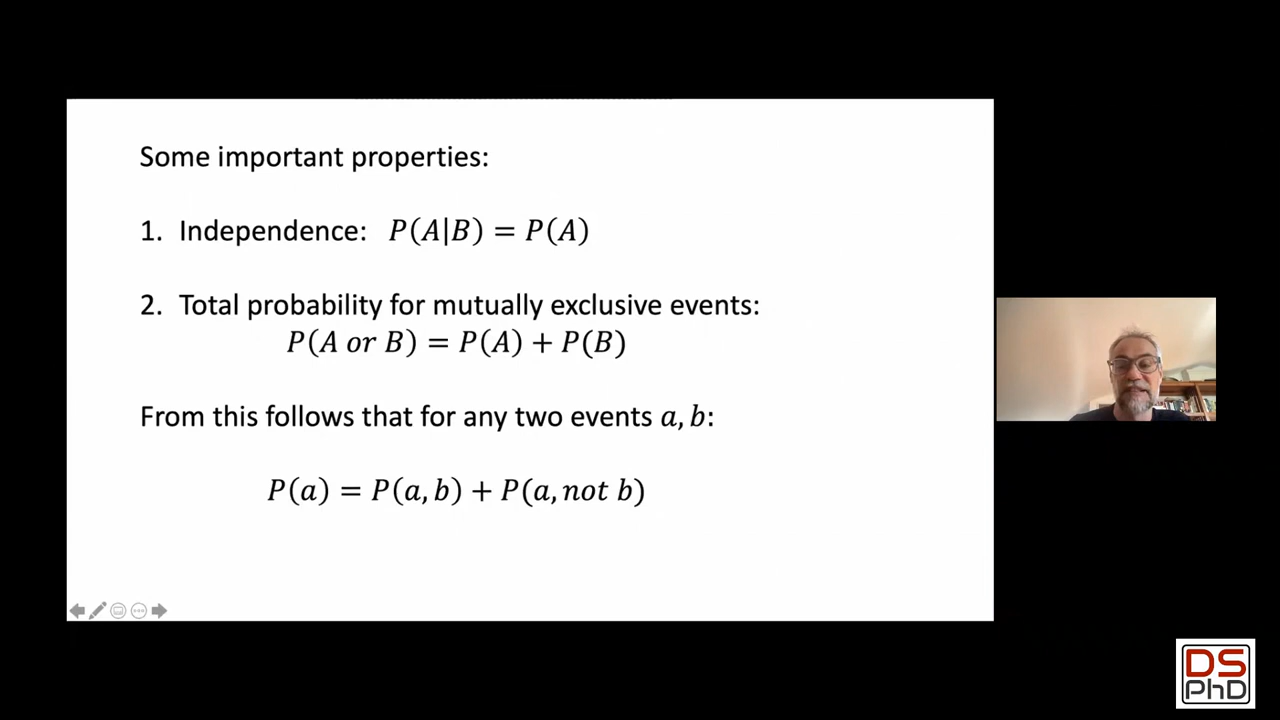 Some important properties:
1. Independence: P(A|B) = P(A)
2. Total probability for mutually exclusive events:
P(A or B) = P(A) + P(B)
From this follows that for any two events a, b:
P(a) = P(a, b) + P(a, not b)
DS
PhD